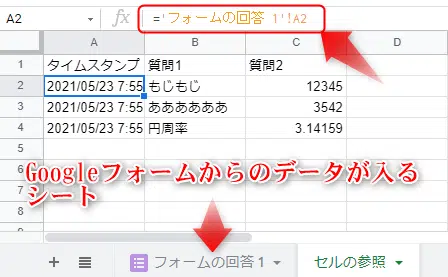 A2 fx ='フォームの回答 1'!A2
A B C D
1 タイムスタンプ 質問1 質問2
2 2021/05/23 7:55 もじもじ 12345
3 2021/05/23 7:55 ああああああ 3542
4 2021/05/23 7:55 円周率 3.14159
5
6
7
8
Googleフォームからのデータが入る
シート
フォームの回答 1 セルの参照